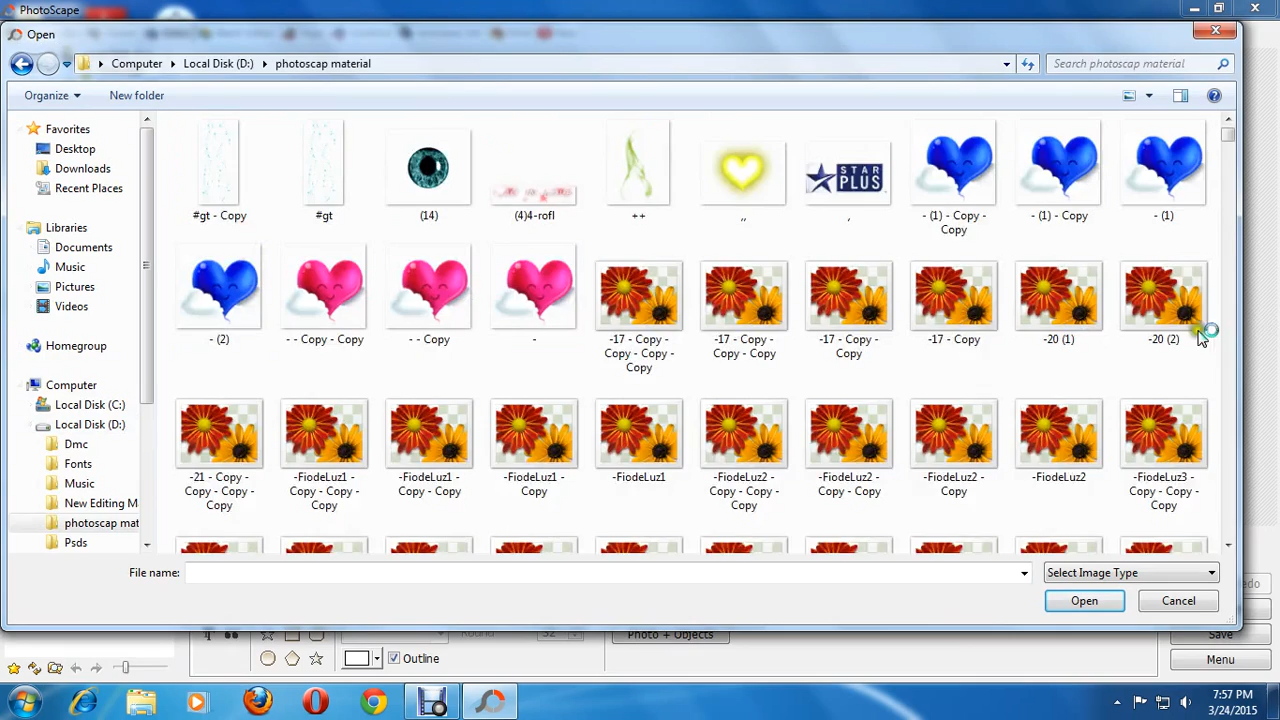 PhotoScape
Open
Computer
Local Disk (D:)
photoscap material
Search photoscap material
Organize
New folder
Favorites
Desktop
Downloads
Recent Places
Libraries
Documents
Music
Pictures
Videos
Homegroup
Computer
Local Disk (C:)
Local Disk (D:)
Dmc
Fonts
Music
New Editing M
photoscap mat
Psds
STAR
PLUS
#gt - Copy
#gt
(14)
(4)4-rofl
++
,,
,
- (1) - Copy -
Copy
- (1) - Copy
- (1)
- (2)
- - Copy - Copy
- - Copy
-
-17 - Copy -
Copy - Copy -
Copy
-17 - Copy -
Copy - Copy
-17 - Copy -
Copy
-17 - Copy
-20 (1)
-20 (2)
-21 - Copy -
Copy - Copy -
Copy
-FiodeLuz1 -
Copy - Copy -
Copy
-FiodeLuz1 -
Copy - Copy
-FiodeLuz1 -
Copy
-FiodeLuz1
-FiodeLuz2 -
Copy - Copy -
Copy
-FiodeLuz2 -
Copy - Copy
-FiodeLuz2 -
Copy
-FiodeLuz2
-FiodeLuz3 -
Copy - Copy -
Copy
File name:
Select Image Type
Open
Cancel
Photo + Objects
Save
Outline
Menu
7:57 PM
3/24/2015